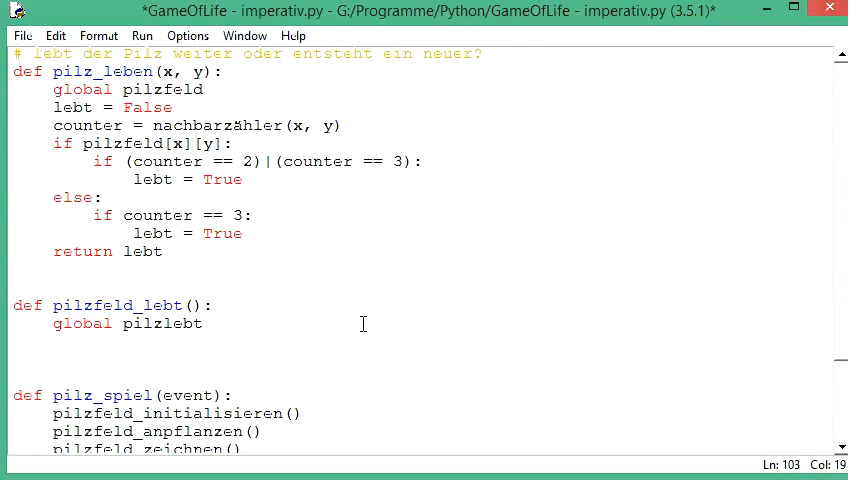 *GameOfLife - imperativ.py - G:/Programme/Python/GameOfLife - imperativ.py (3.5.1)*
File Edit Format Run Options Window Help
# lebt der Pilz weiter oder entsteht ein neuer?
def pilz_leben(x, y):
    global pilzfeld
    lebt = False
    counter = nachbarzähler(x, y)
    if pilzfeld[x][y]:
        if (counter == 2)|(counter == 3):
            lebt = True
    else:
        if counter == 3:
            lebt = True
    return lebt
def pilzfeld_lebt():
    global pilzlebt
def pilz_spiel(event):
    pilzfeld_initialisieren()
    pilzfeld_anpflanzen()
    pilzfeld_zeichnen()
Ln: 103 Col: 19